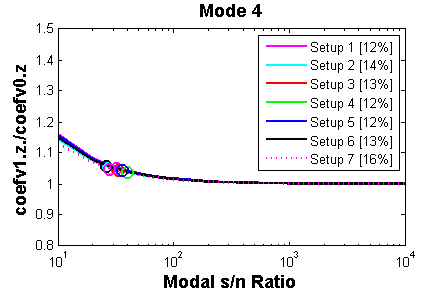 Mode 4
coefv1.z./coefv0.z
1.5
1.4
1.3
1.2
1.1
1
0.9
0.8
Setup 1 [12%]
Setup 2 [14%]
Setup 3 [13%]
Setup 4 [12%]
Setup 5 [12%]
Setup 6 [13%]
Setup 7 [16%]
10^1
10^2
10^3
10^4
Modal s/n Ratio